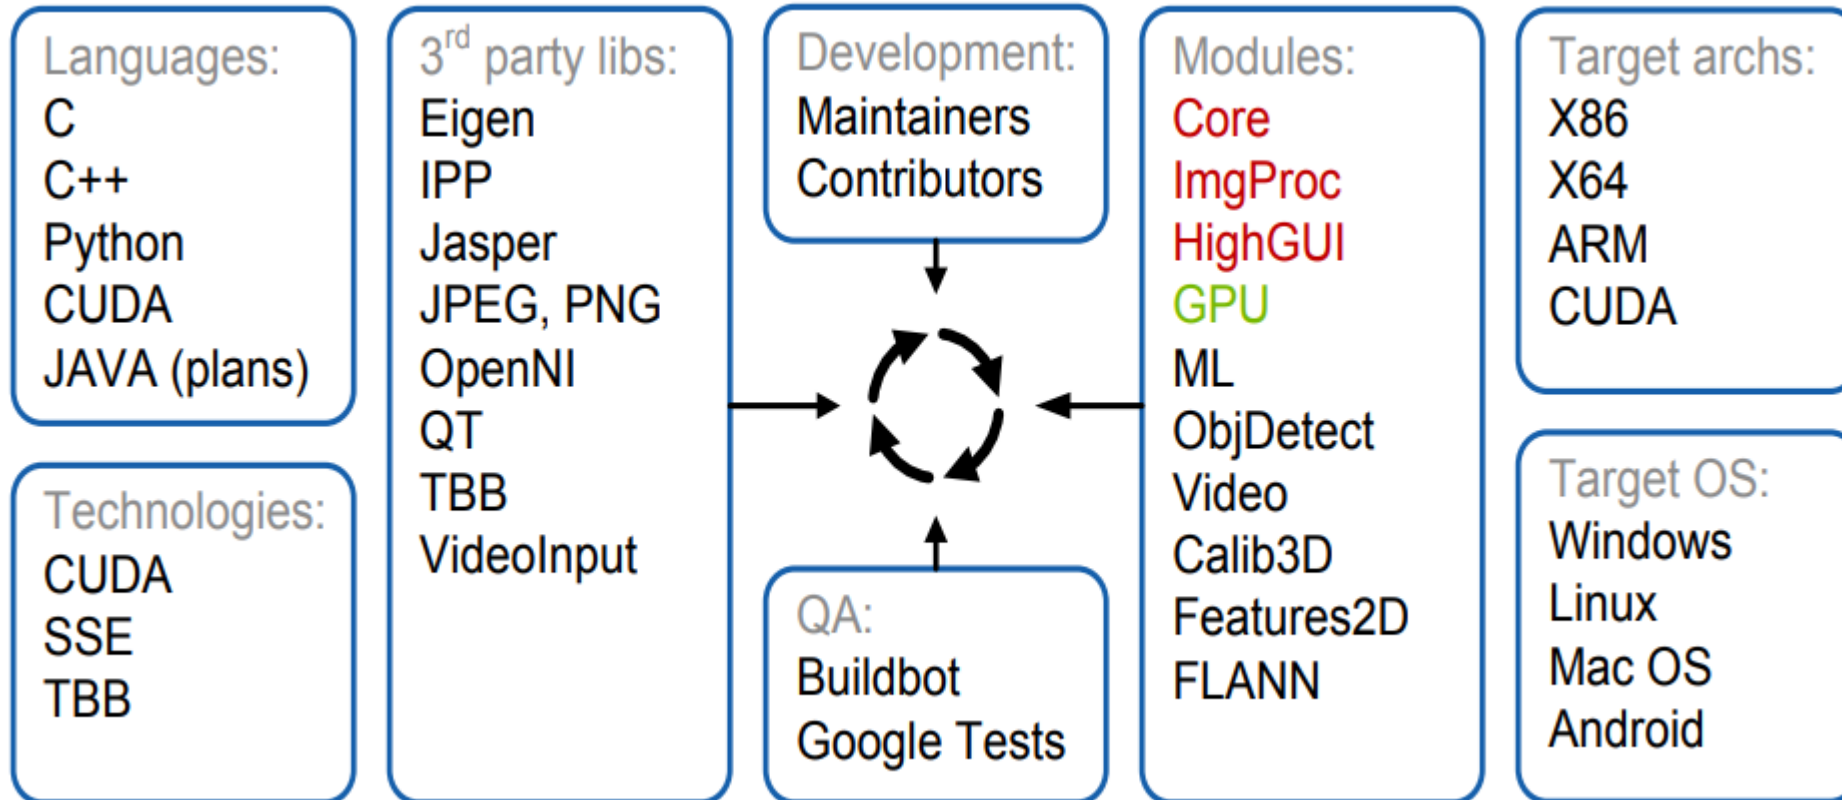 Languages:
C
C++
Python
CUDA
JAVA (plans)
Technologies:
CUDA
SSE
TBB
3rd party libs:
Eigen
IPP
Jasper
JPEG, PNG
OpenNI
QT
TBB
VideoInput
Development:
Maintainers
Contributors
QA:
Buildbot
Google Tests
Modules:
Core
ImgProc
HighGUI
GPU
ML
ObjDetect
Video
Calib3D
Features2D
FLANN
Target archs:
X86
X64
ARM
CUDA
Target OS:
Windows
Linux
Mac OS
Android